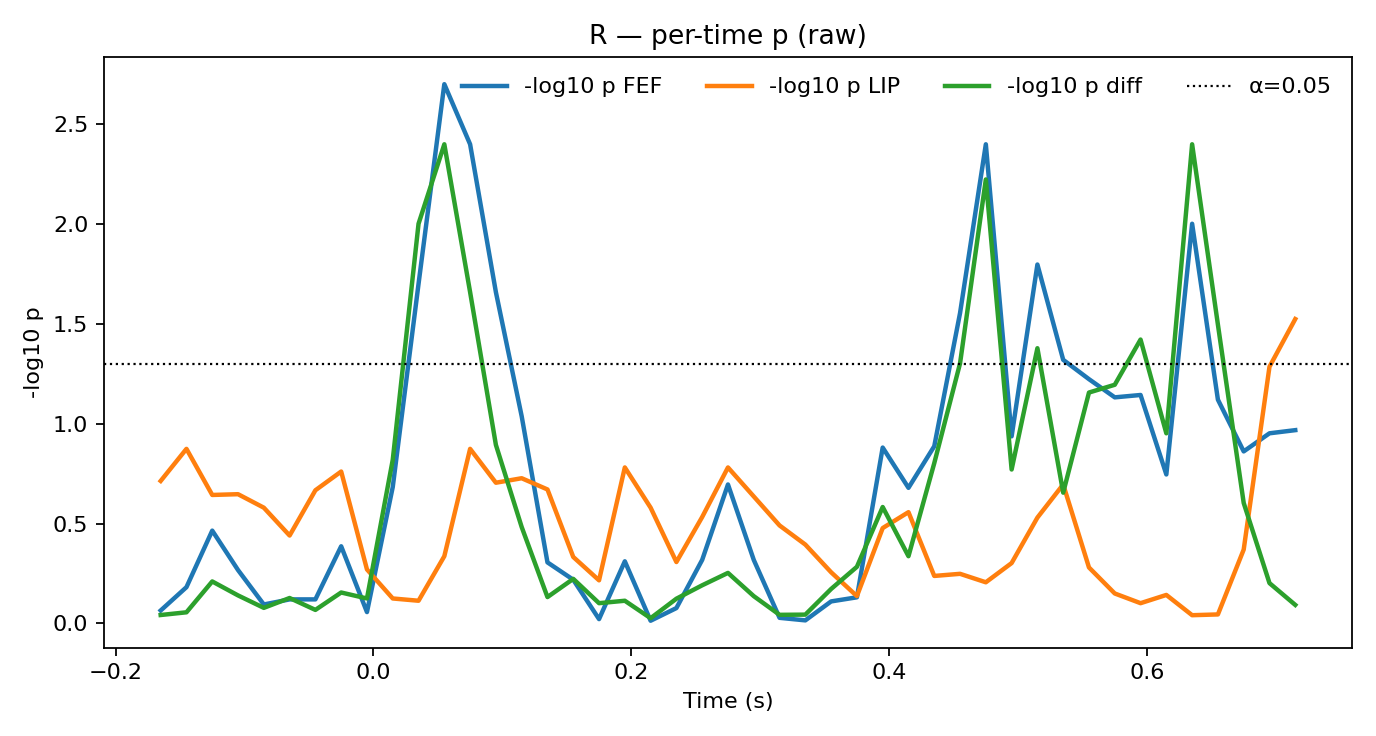 R — per-time p (raw)
-log10 p FEF
-log10 p LIP
-log10 p diff
α=0.05
-log10 p
2.5
2.0
1.5
1.0
0.5
0.0
−0.2
0.0
0.2
0.4
0.6
Time (s)